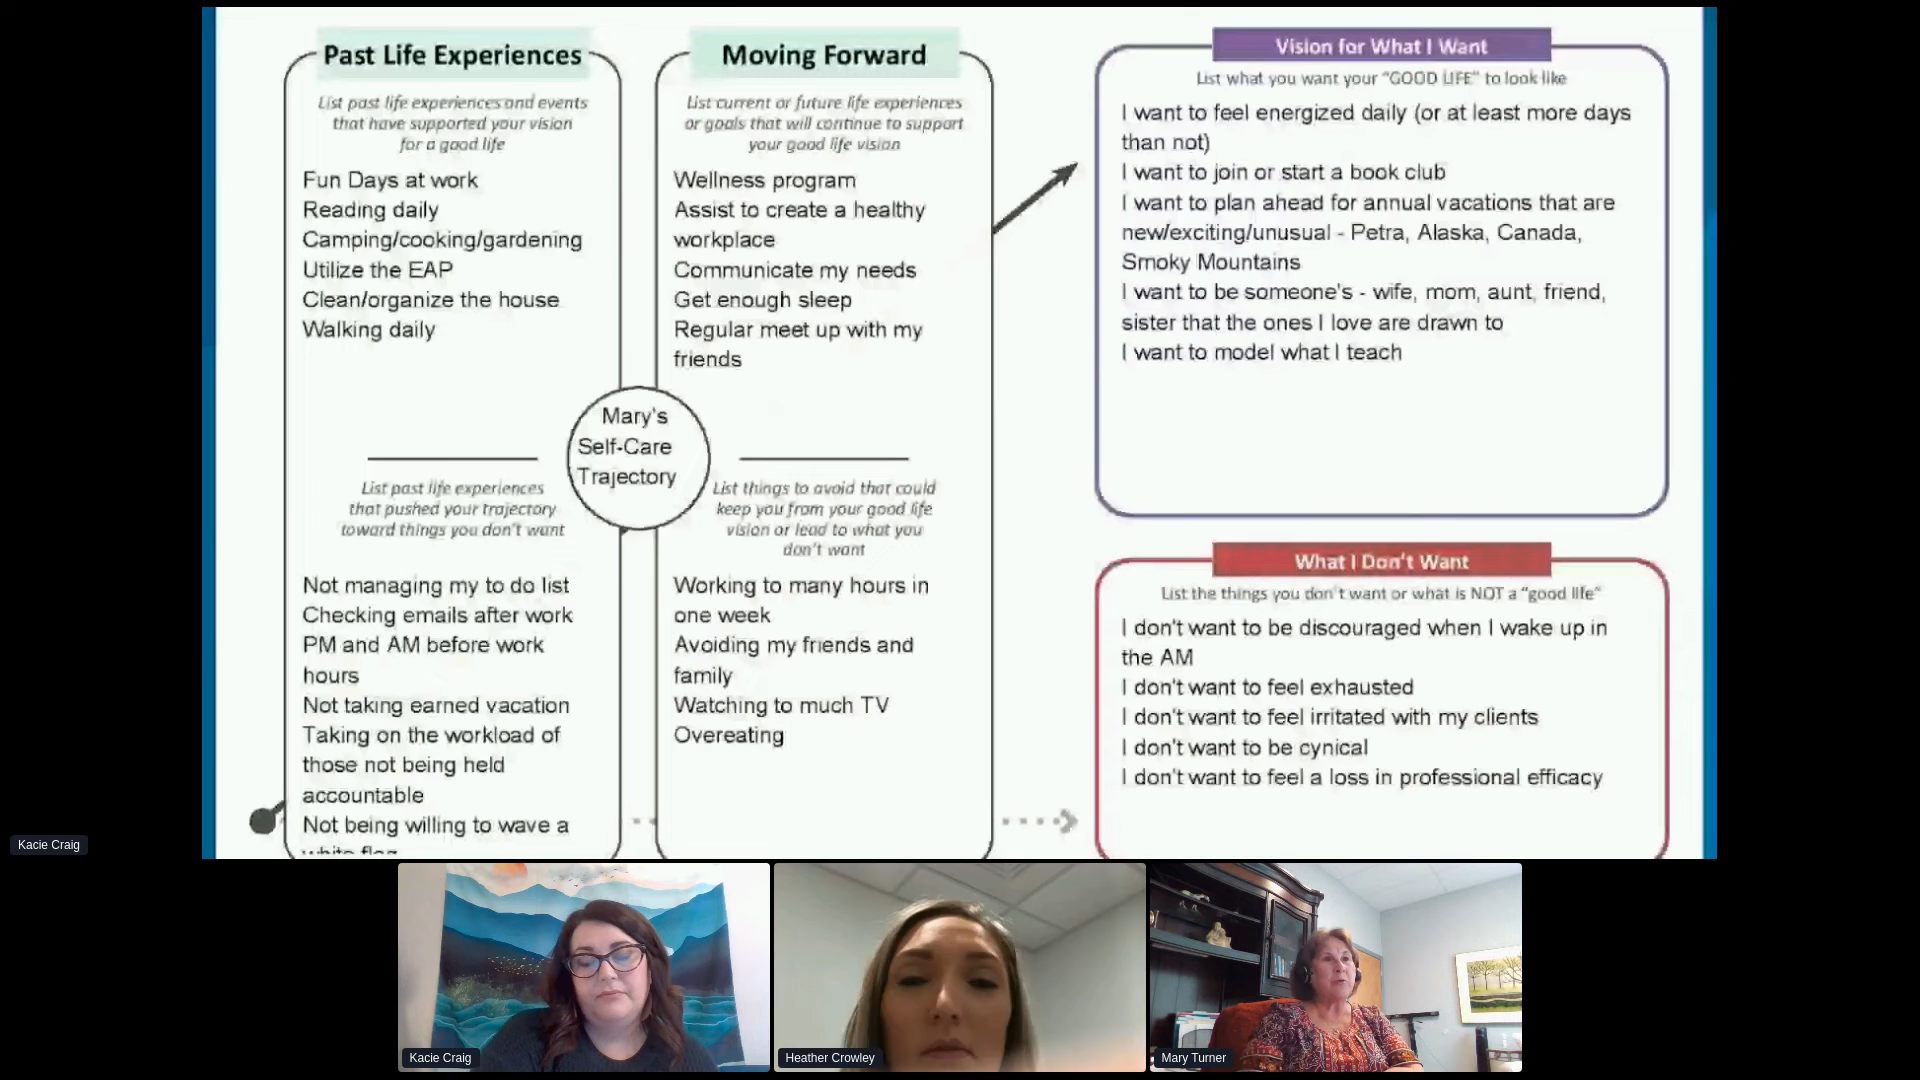 Past Life Experiences
List past life experiences and events
that have supported your vision
for a good life
Fun Days at work
Reading daily
Camping/cooking/gardening
Utilize the EAP
Clean/organize the house
Walking daily
List past life experiences
that pushed your trajectory
toward things you don't want
Not managing my to do list
Checking emails after work
PM and AM before work
hours
Not taking earned vacation
Taking on the workload of
those not being held
accountable
Not being willing to wave a
white flag
Mary's
Self-Care
Trajectory
Moving Forward
List current or future life experiences
or goals that will continue to support
your good life vision
Wellness program
Assist to create a healthy
workplace
Communicate my needs
Get enough sleep
Regular meet up with my
friends
List things to avoid that could
keep you from your good life
vision or lead to what you
don't want
Working to many hours in
one week
Avoiding my friends and
family
Watching to much TV
Overeating
Vision for What I Want
List what you want your "GOOD LIFE" to look like
I want to feel energized daily (or at least more days
than not)
I want to join or start a book club
I want to plan ahead for annual vacations that are
new/exciting/unusual - Petra, Alaska, Canada,
Smoky Mountains
I want to be someone's - wife, mom, aunt, friend,
sister that the ones I love are drawn to
I want to model what I teach
What I Don't Want
List the things you don't want or what is NOT a "good life"
I don't want to be discouraged when I wake up in
the AM
I don't want to feel exhausted
I don't want to feel irritated with my clients
I don't want to be cynical
I don't want to feel a loss in professional efficacy
Kacie Craig
Kacie Craig
Heather Crowley
Mary Turner